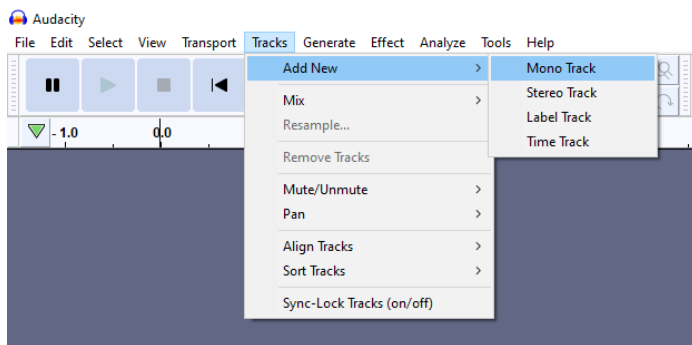 Audacity
File Edit Select View Transport Tracks Generate Effect Analyze Tools Help
Add New
Mix
Resample...
Remove Tracks
Mute/Unmute
Pan
Align Tracks
Sort Tracks
Sync-Lock Tracks (on/off)
Mono Track
Stereo Track
Label Track
Time Track
- 1.0 0.0